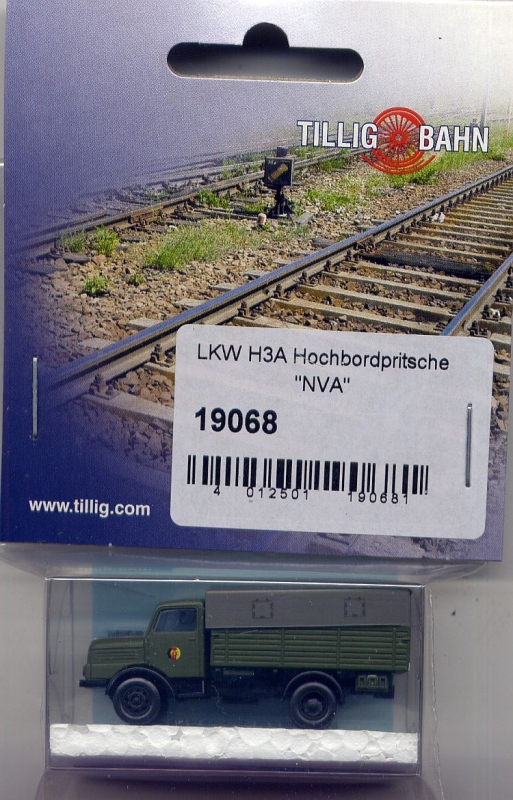 TILLIG BAHN
LKW H3A Hochbordpritsche
"NVA"
19068
4 012501 190681
www.tillig.com